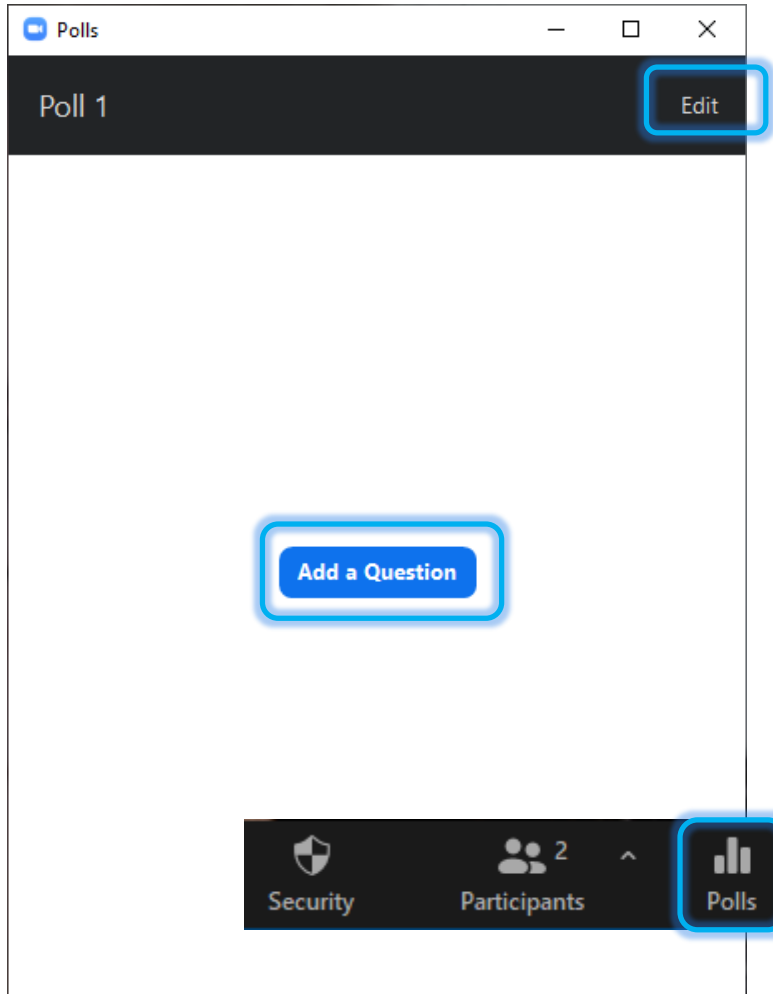 Polls
Poll 1 Edit
Add a Question
2
Security Participants Polls